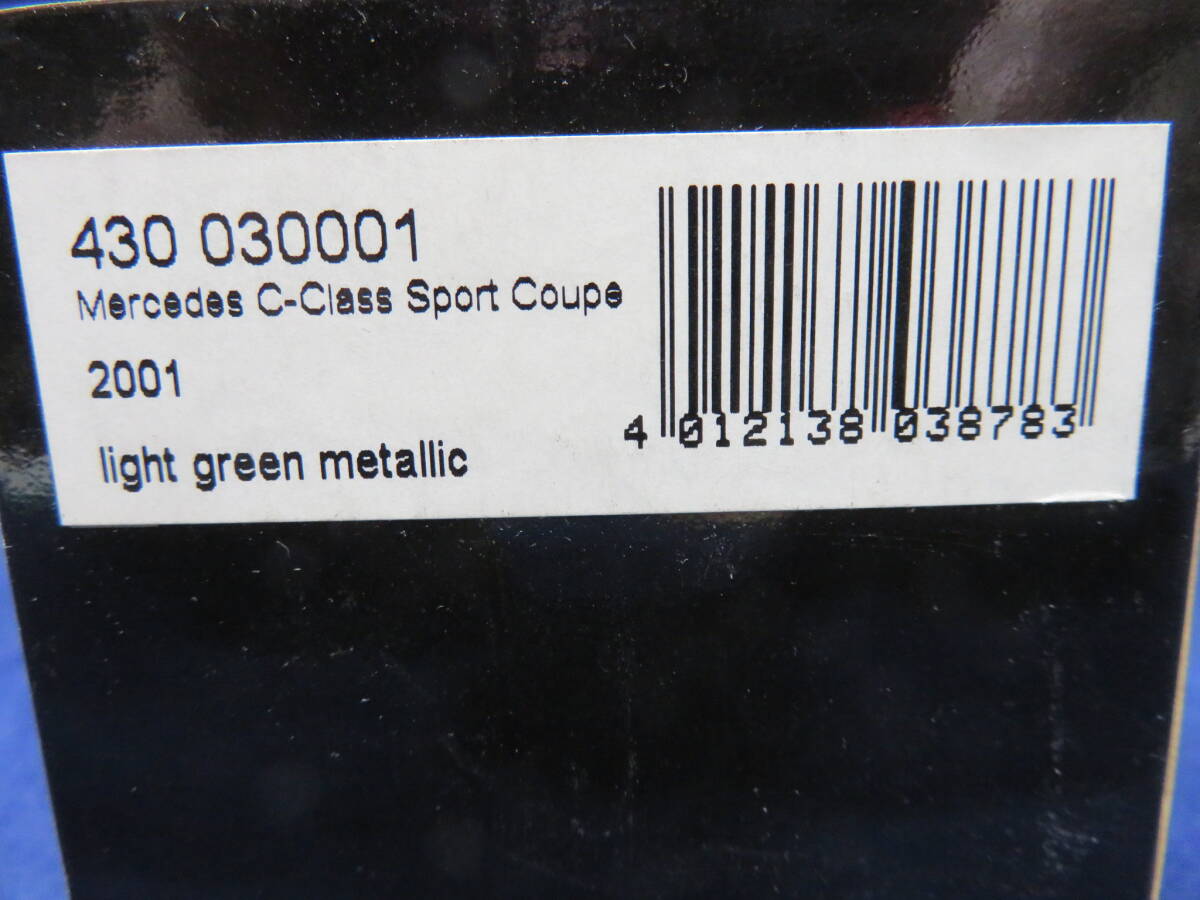 430 030001
Mercedes C-Class Sport Coupe
2001
light green metallic
4 012138 038783